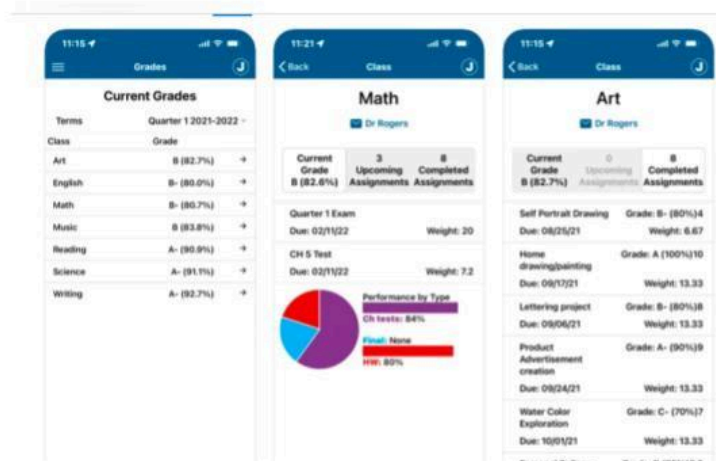 11:15
Grades
J
Current Grades
Terms Quarter 1 2021-2022
Class Grade
Art B (82.7%)
English B- (80.0%)
Math B- (80.7%)
Music B (83.8%)
Reading A- (90.9%)
Science A- (91.1%)
Writing A- (92.7%)
11:21
Back Class J
Math
Dr Rogers
Current Grade B (82.6%)
3 Upcoming Assignments
8 Completed Assignments
Quarter 1 Exam
Due: 02/11/22 Weight: 20
CH 5 Test
Due: 02/11/22 Weight: 7.2
Performance by Type
Ch tests: 84%
Final: None
HW: 80%
11:15
Back Class J
Art
Dr Rogers
Current Grade B (82.7%)
0 Upcoming Assignments
8 Completed Assignments
Self Portrait Drawing Grade: B- (80%)4
Due: 08/25/21 Weight: 6.67
Home drawing/painting Grade: A (100%)10
Due: 09/17/21 Weight: 13.33
Lettering project Grade: B- (80%)8
Due: 09/06/21 Weight: 13.33
Product Advertisement creation Grade: A- (90%)9
Due: 09/24/21 Weight: 13.33
Water Color Exploration Grade: C- (70%)7
Due: 10/01/21 Weight: 13.33